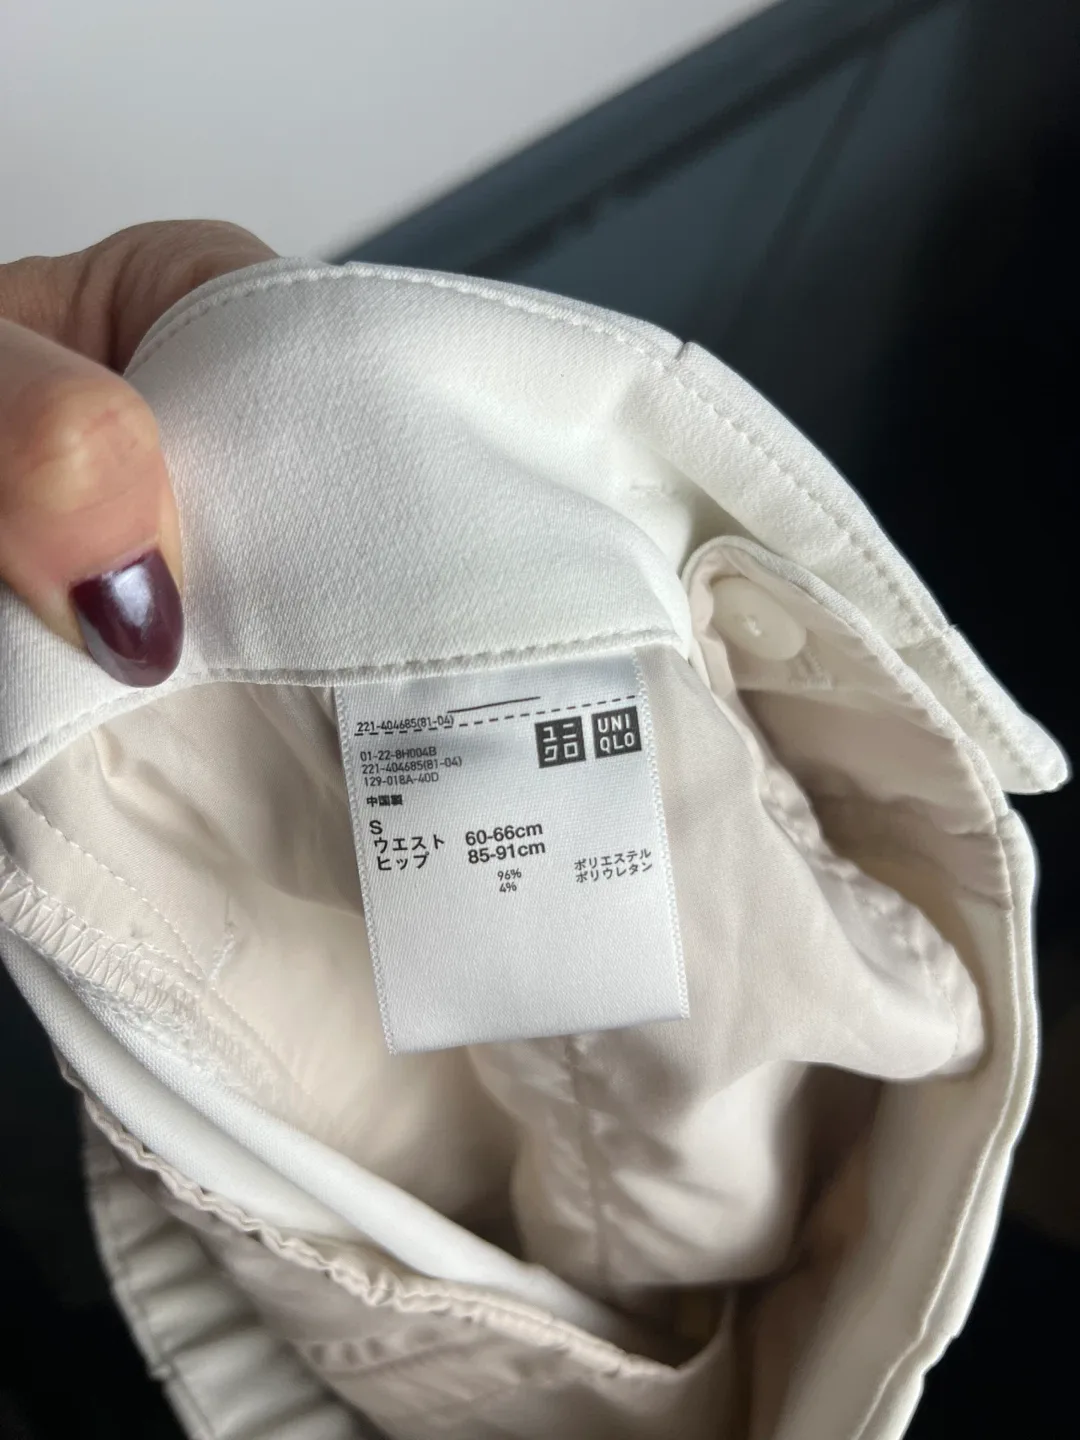 221-404685(81-04)
ユニ
クロ
UNI
QLO
01-22-8H004B
221-404685(81-04)
129-018A-40D
中国製
S
ウエスト 60-66cm
ヒップ 85-91cm
96% ポリエステル
4% ポリウレタン